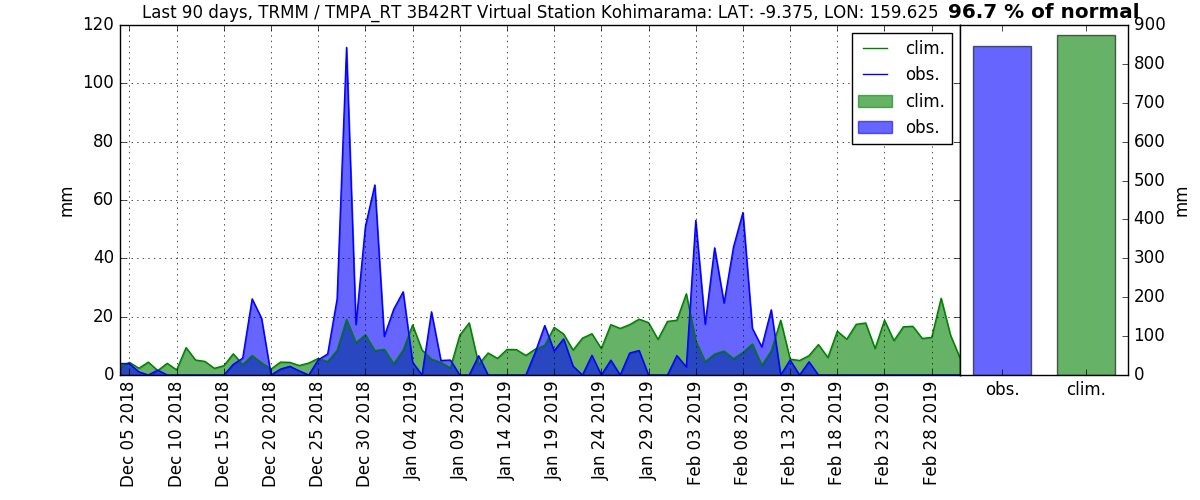 Last 90 days, TRMM / TMPA_RT 3B42RT Virtual Station Kohimarama: LAT: -9.375, LON: 159.625 96.7 % of normal
120
100
80
60
40
20
0
mm
clim.
obs.
clim.
obs.
900
800
700
600
500
400
300
200
100
0
mm
obs.
clim.
Dec 05 2018
Dec 10 2018
Dec 15 2018
Dec 20 2018
Dec 25 2018
Dec 30 2018
Jan 04 2019
Jan 09 2019
Jan 14 2019
Jan 19 2019
Jan 24 2019
Jan 29 2019
Feb 03 2019
Feb 08 2019
Feb 13 2019
Feb 18 2019
Feb 23 2019
Feb 28 2019